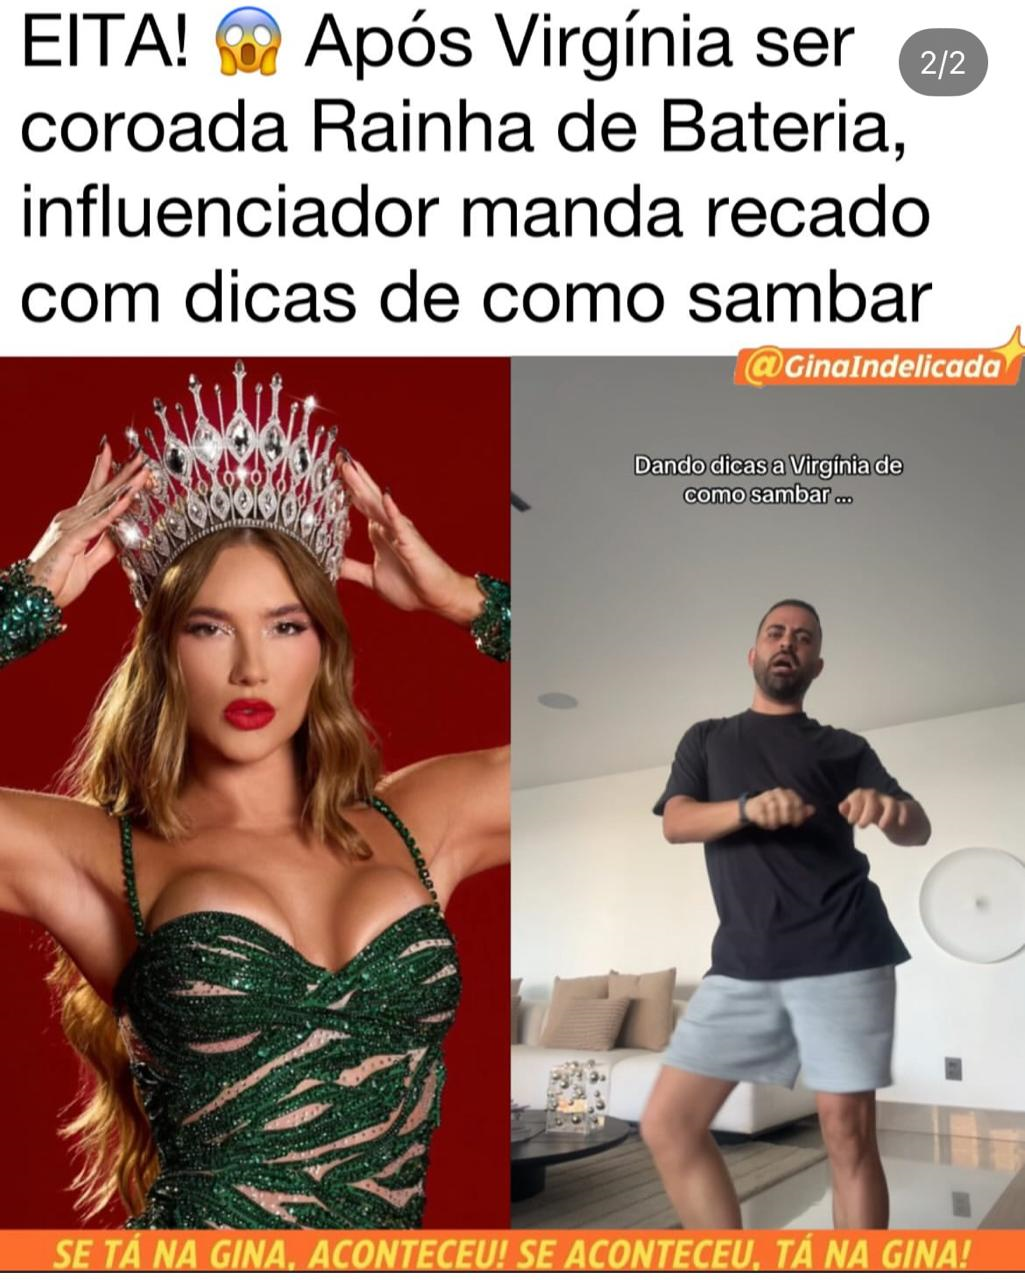 EITA! 😱 Após Virgínia ser
2/2
coroada Rainha de Bateria,
influenciador manda recado
com dicas de como sambar
@GinaIndelicada
Dando dicas a Virgínia de
como sambar ...
SE TÁ NA GINA, ACONTECEU! SE ACONTECEU, TÁ NA GINA!